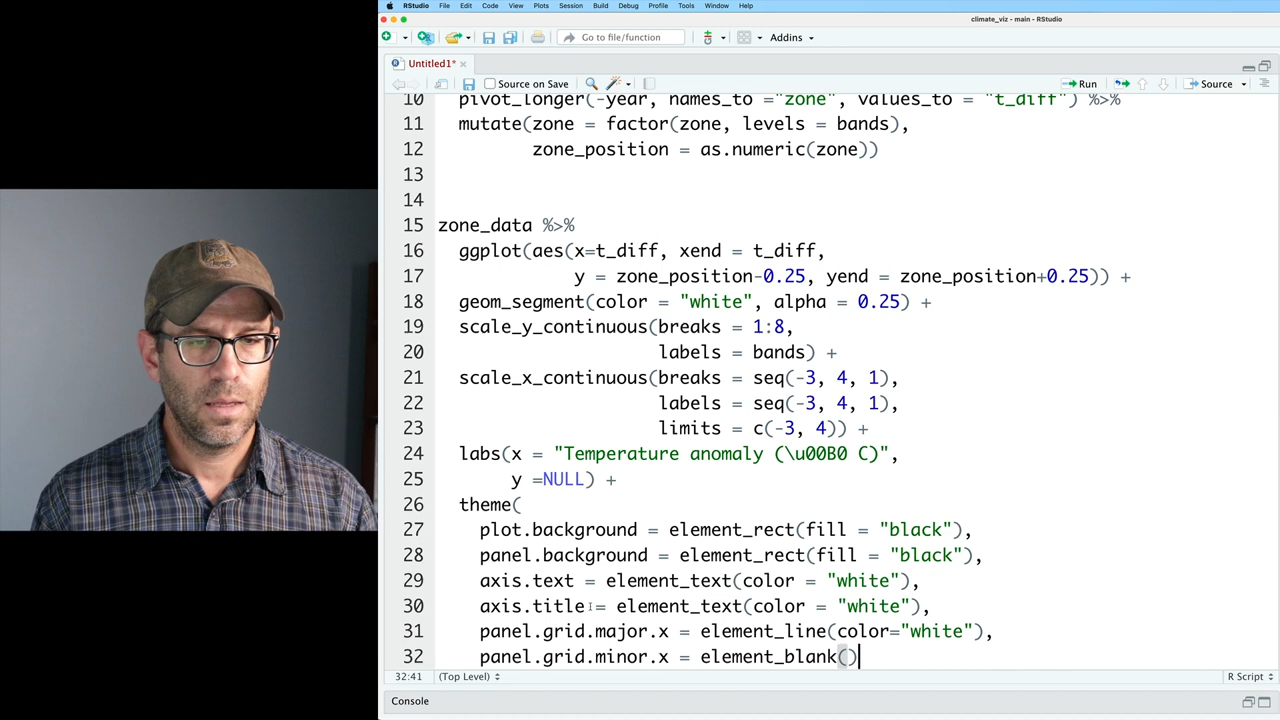 RStudio File Edit Code View Plots Session Build Debug Profile Tools Window Help
climate_viz - main - RStudio
Go to file/function Addins
Untitled1*
Source on Save Run Source
10 pivot_longer(-year, names_to ="zone", values_to = "t_diff") %>%
11 mutate(zone = factor(zone, levels = bands),
12 zone_position = as.numeric(zone))
13
14
15 zone_data %>%
16 ggplot(aes(x=t_diff, xend = t_diff,
17 y = zone_position-0.25, yend = zone_position+0.25)) +
18 geom_segment(color = "white", alpha = 0.25) +
19 scale_y_continuous(breaks = 1:8,
20 labels = bands) +
21 scale_x_continuous(breaks = seq(-3, 4, 1),
22 labels = seq(-3, 4, 1),
23 limits = c(-3, 4)) +
24 labs(x = "Temperature anomaly (\u00B0 C)",
25 y =NULL) +
26 theme(
27 plot.background = element_rect(fill = "black"),
28 panel.background = element_rect(fill = "black"),
29 axis.text = element_text(color = "white"),
30 axis.title = element_text(color = "white"),
31 panel.grid.major.x = element_line(color="white"),
32 panel.grid.minor.x = element_blank()
32:41 (Top Level) R Script
Console